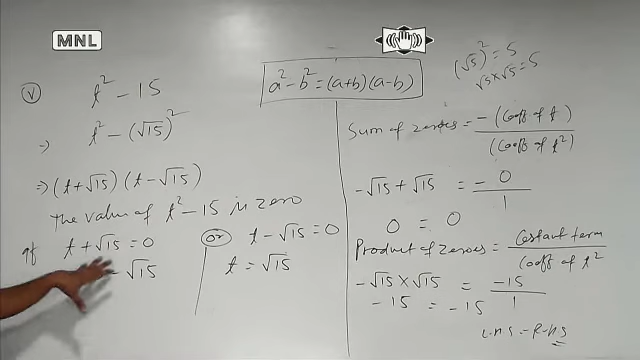 MNL
(v) t² - 15
→ t² - (√15)²
⇒ (t+√15) (t-√15)
The value of t²-15 is zero
if t+√15 = 0 or t-√15 = 0
- √15 t = √15
a²-b² = (a+b)(a-b)
(√5)² = 5
√5×√5 = 5
Sum of zeroes = -(Coeff of t) / (Coeff of t²)
-√15+√15 = -0/1
0 = 0
Product of zeroes = Constant term / Coeff of t²
-√15 × √15 = -15/1
-15 = -15
L.H.S = R.H.S